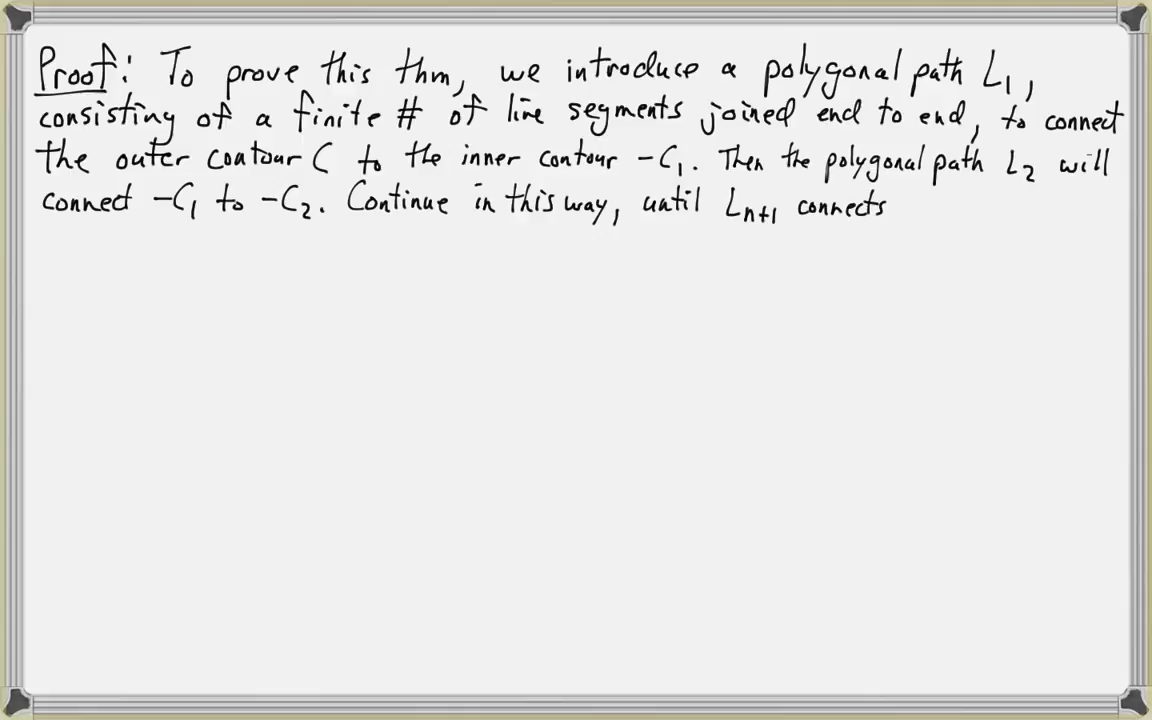 Proof: To prove this thm, we introduce a polygonal path L₁,
consisting of a finite # of line segments joined end to end, to connect
the outer contour C to the inner contour -C₁. Then the polygonal path L₂ will
connect -C₁ to -C₂. Continue in this way, until Lₙ₊₁ connects